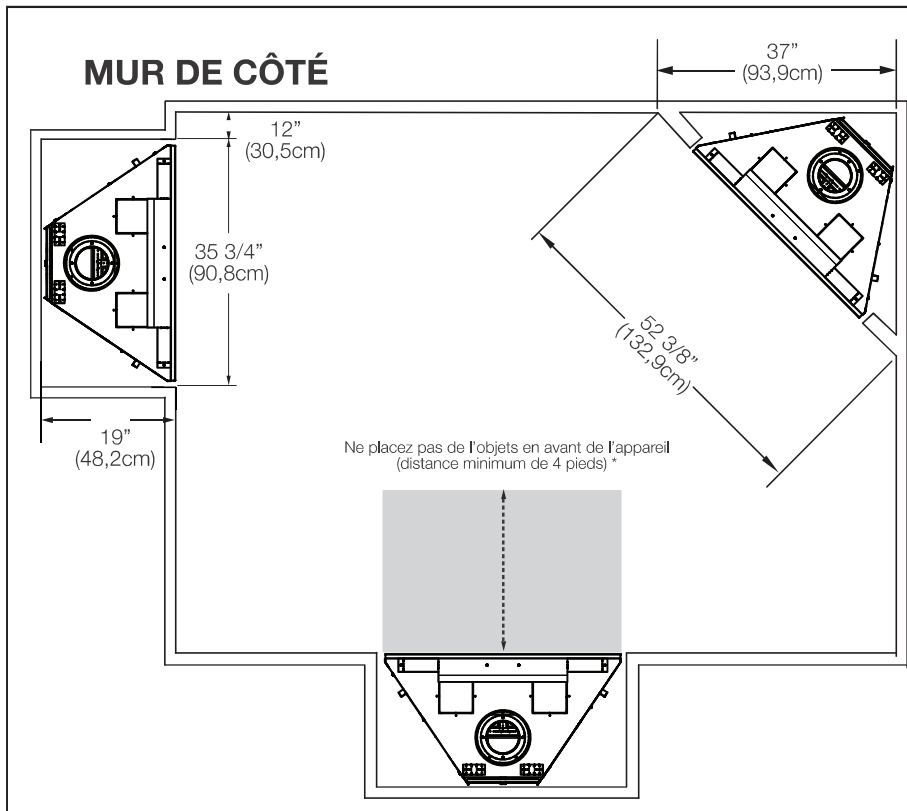 MUR DE CÔTÉ
37”
(93,9cm)
12”
(30,5cm)
35 3/4”
(90,8cm)
52 3/8”
(132,9cm)
19”
(48,2cm)
Ne placez pas de l’objets en avant de l’appareil
(distance minimum de 4 pieds) *